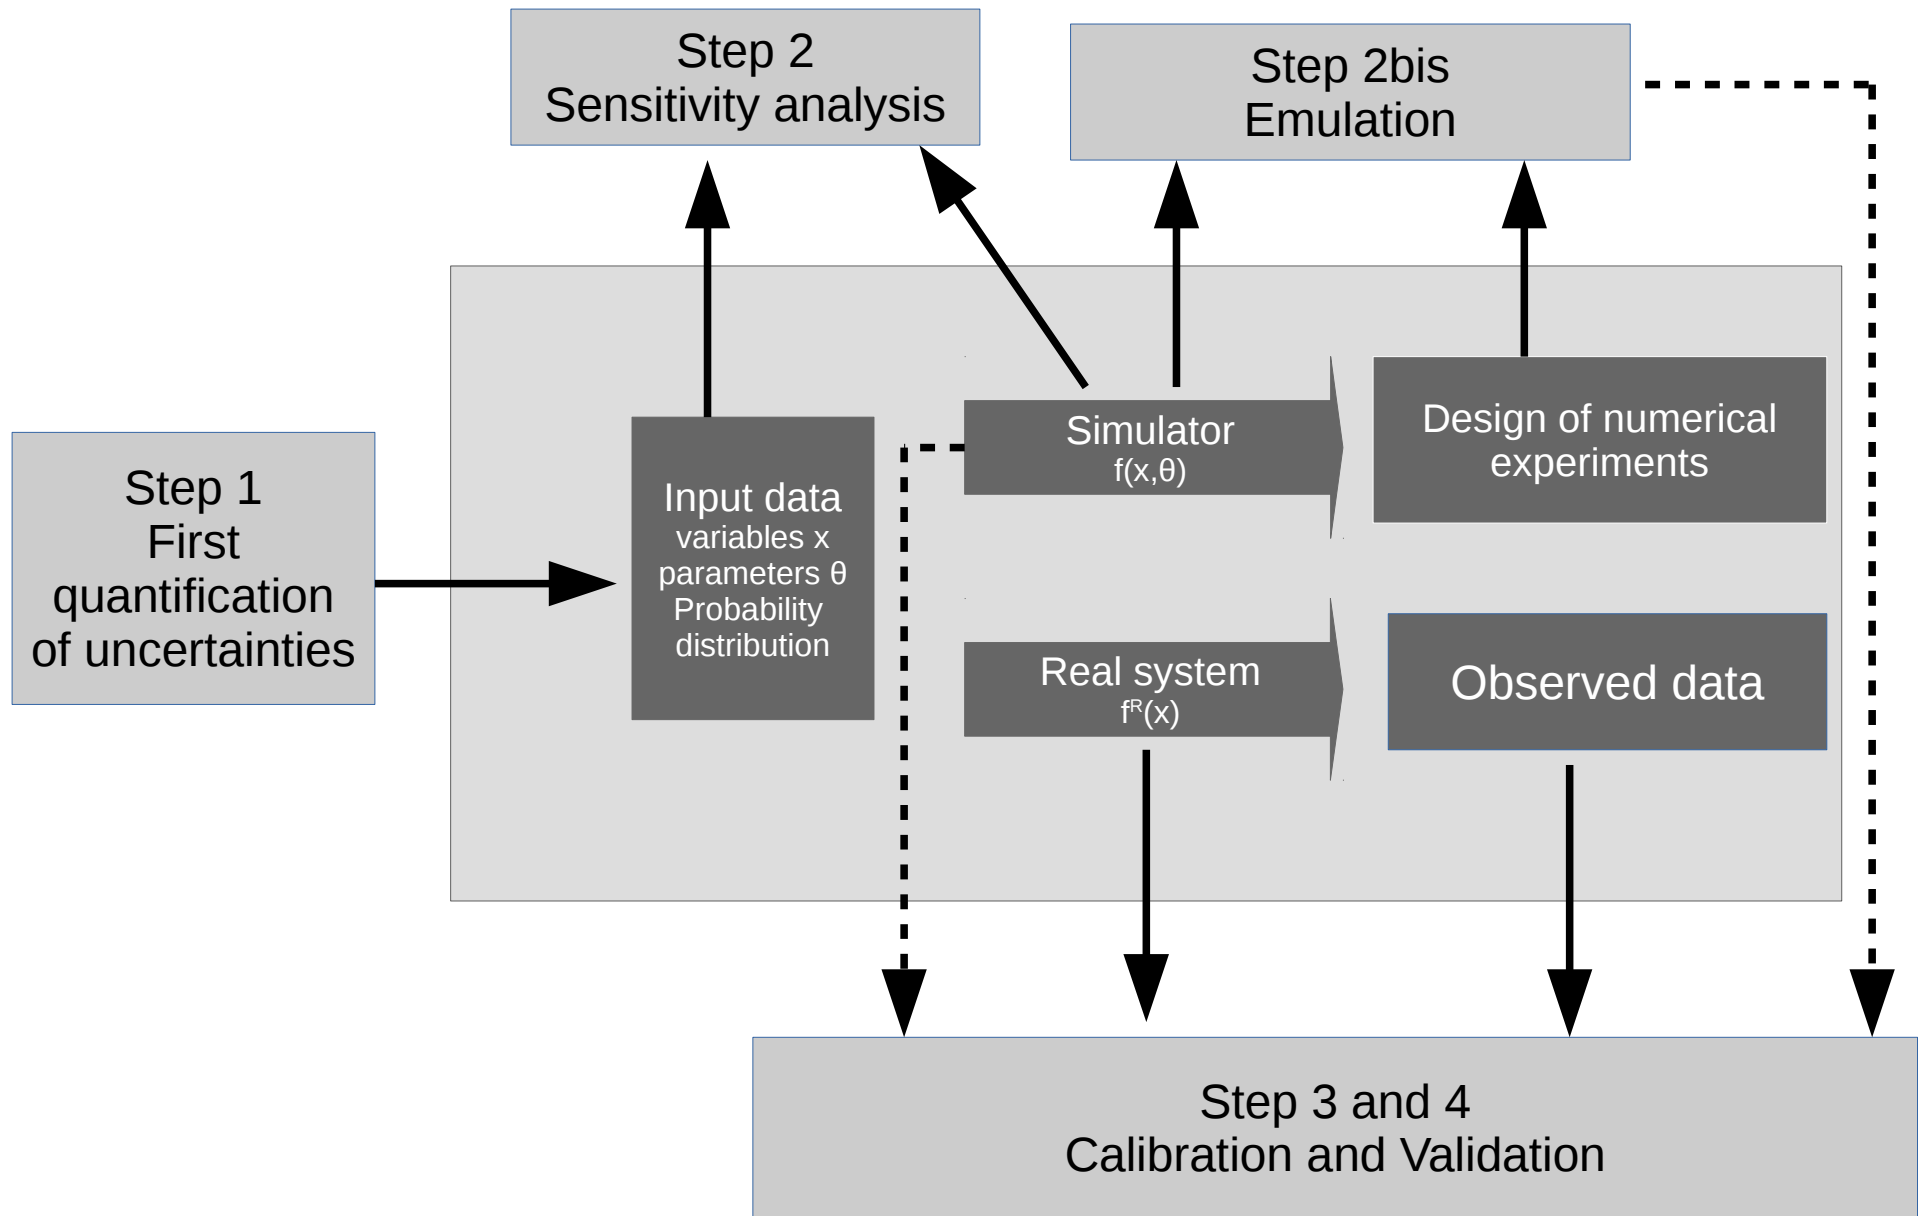 Step 2
Sensitivity analysis
Step 2bis
Emulation
Step 1
First
quantification
of uncertainties
Input data
variables x
parameters θ
Probability
distribution
Simulator
f(x,θ)
Design of numerical
experiments
Real system
fᴿ(x)
Observed data
Step 3 and 4
Calibration and Validation